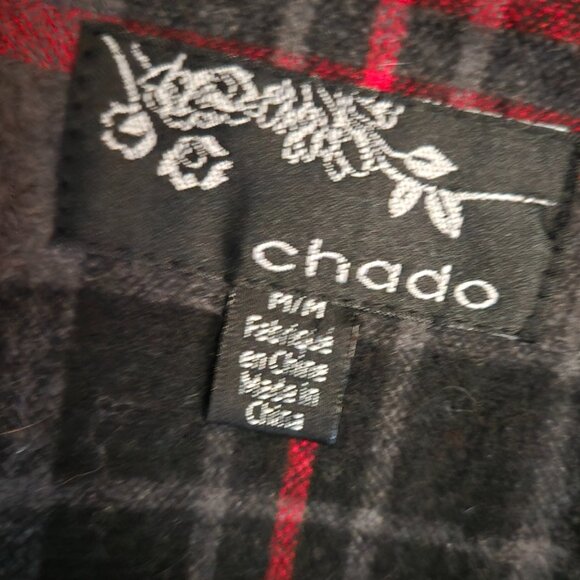 chado
M/M
Fabriqué
en Chine
Made in
China